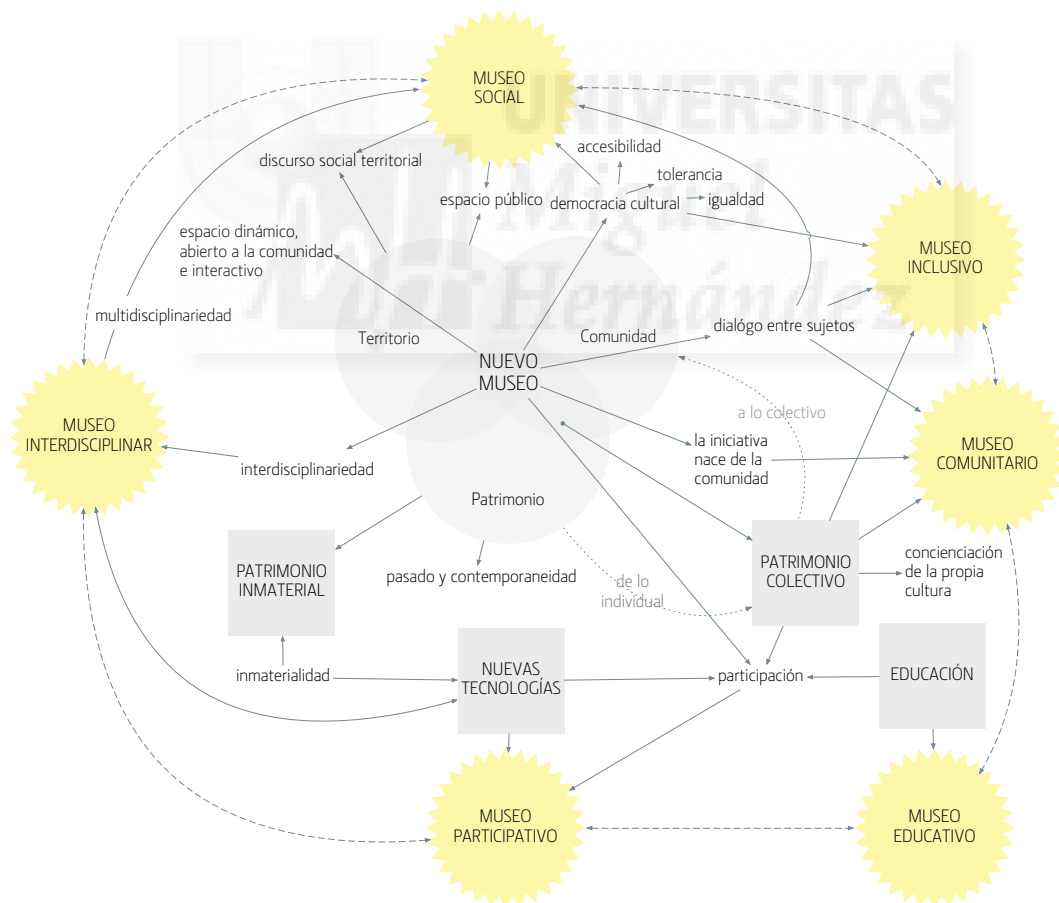 MUSEO
SOCIAL
UNIVERSITAS
Miguel
Hernández
accesibilidad
discurso social territorial
tolerancia
espacio público
democracia cultural
igualdad
espacio dinámico,
abierto a la comunidad
e interactivo
MUSEO
INCLUSIVO
multidisciplinariedad
Territorio
Comunidad
dialógo entre sujetos
NUEVO
MUSEO
a lo colectivo
MUSEO
INTERDISCIPLINAR
la iniciativa
nace de la
comunidad
MUSEO
COMUNITARIO
interdisciplinariedad
Patrimonio
PATRIMONIO
INMATERIAL
pasado y contemporaneidad
de lo
individual
PATRIMONIO
COLECTIVO
concienciación
de la propia
cultura
inmaterialidad
NUEVAS
TECNOLOGÍAS
participación
EDUCACIÓN
MUSEO
PARTICIPATIVO
MUSEO
EDUCATIVO